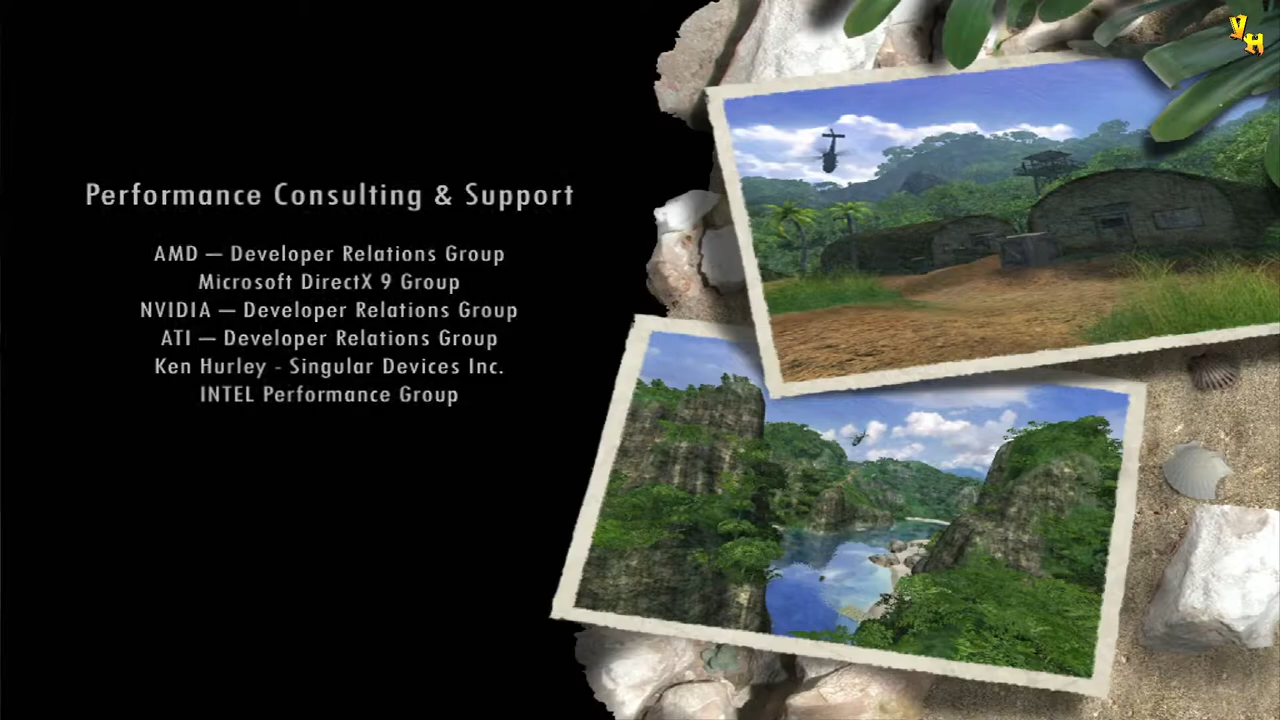 Performance Consulting & Support
AMD — Developer Relations Group
Microsoft DirectX 9 Group
NVIDIA — Developer Relations Group
ATI — Developer Relations Group
Ken Hurley - Singular Devices Inc.
INTEL Performance Group
VH